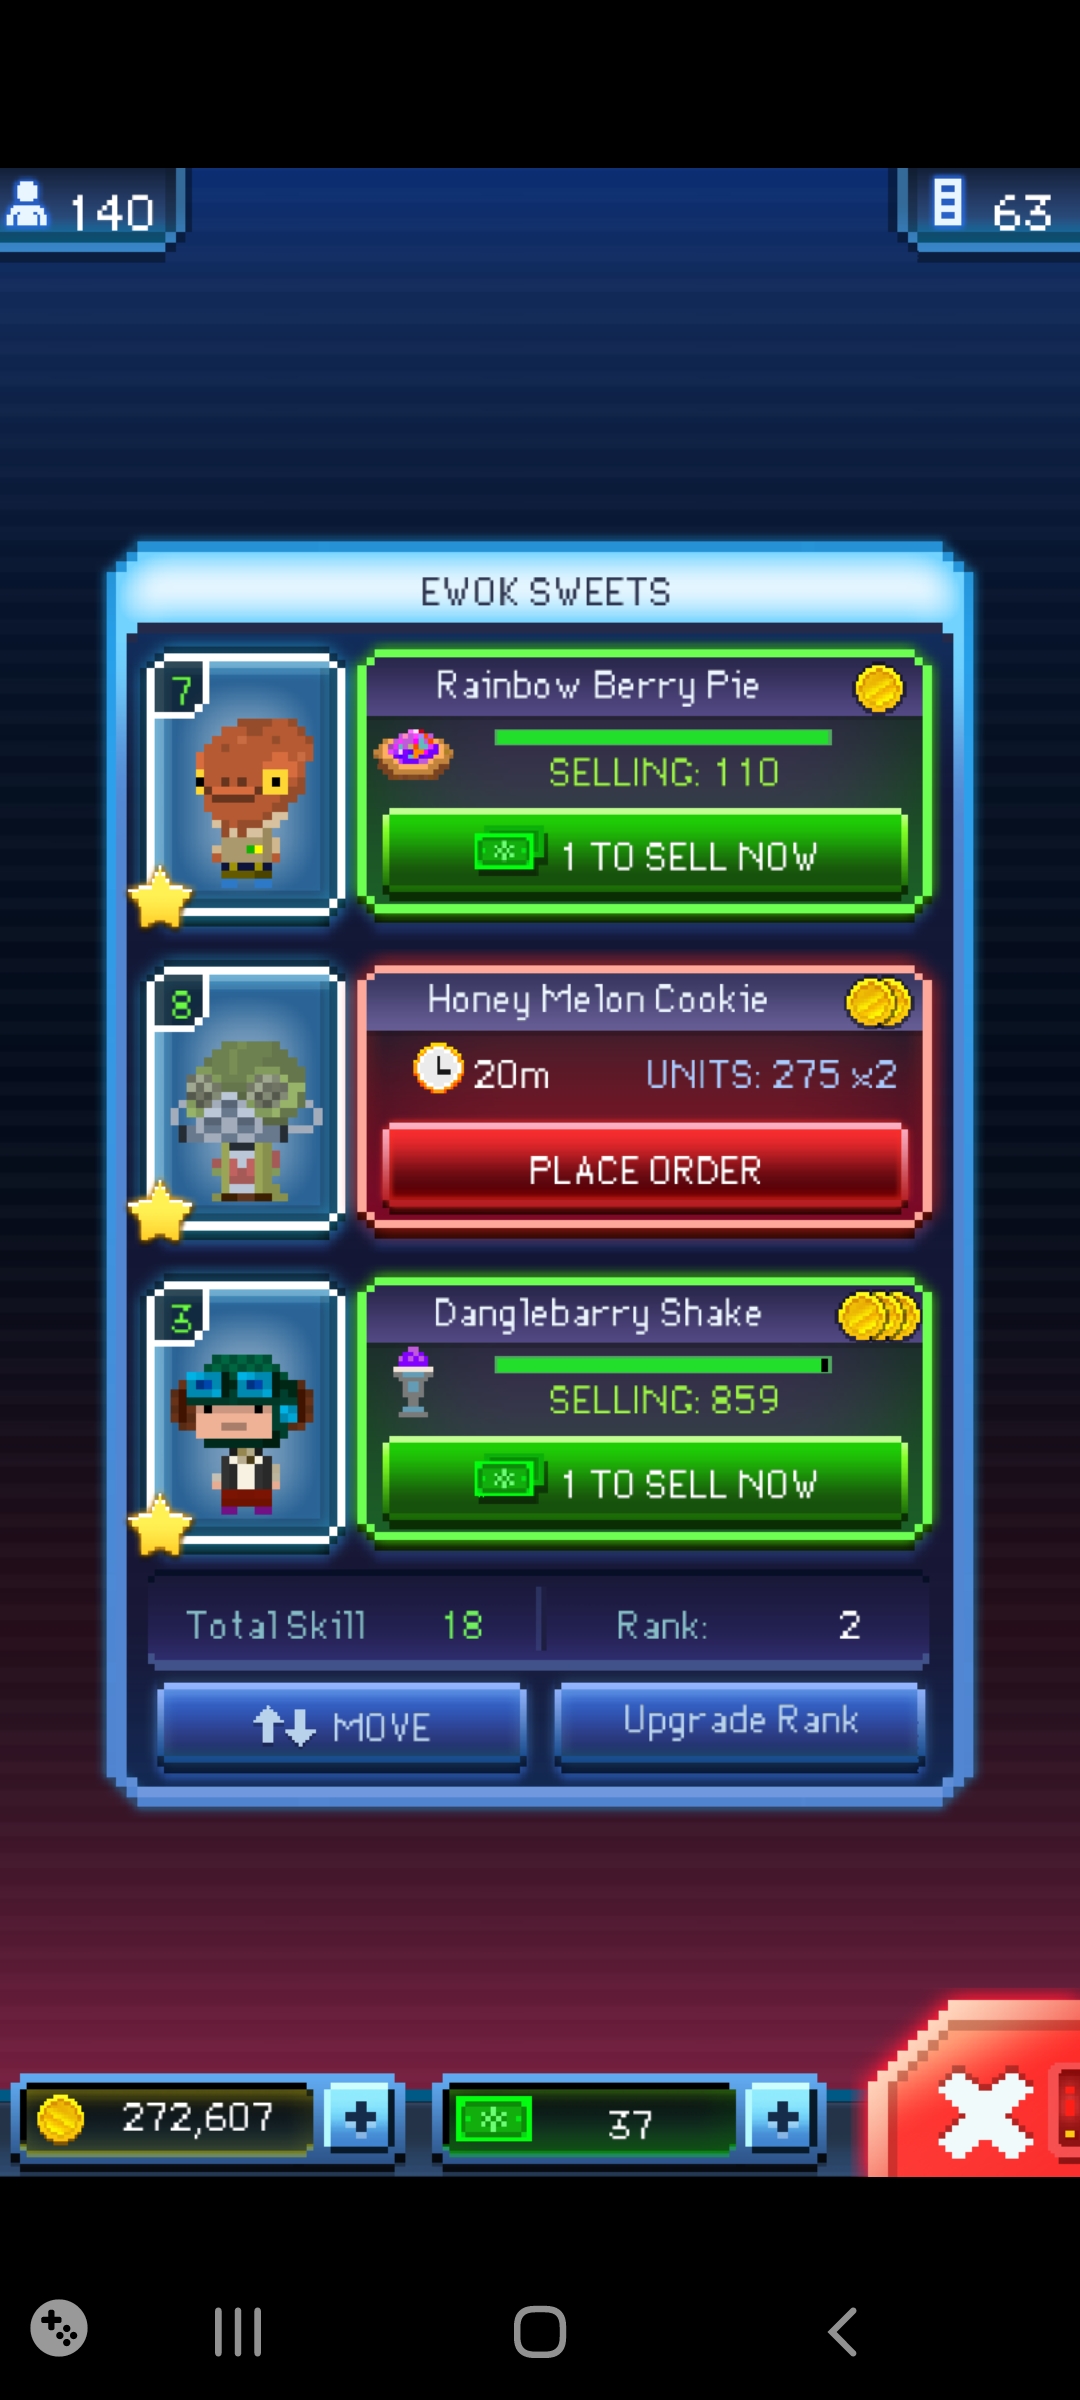 140
63
EWOK SWEETS
7
Rainbow Berry Pie
SELLING: 110
1 TO SELL NOW
8
Honey Melon Cookie
20m UNITS: 275 x2
PLACE ORDER
3
Danglebarry Shake
SELLING: 859
1 TO SELL NOW
Total Skill 18 Rank: 2
MOVE Upgrade Rank
272,607 37